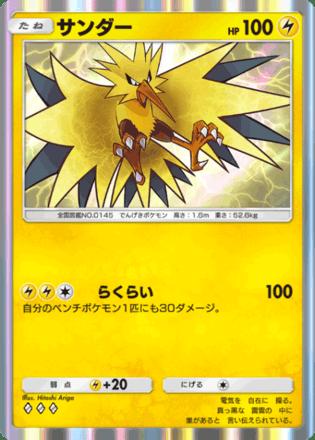 たね サンダー HP 100
全国図鑑NO.0145 でんげきポケモン 高さ：1.6m 重さ：52.6kg
らくらい 100
自分のベンチポケモン1匹にも30ダメージ。
弱点 +20 にげる
Illus. Hitoshi Ariga
電気を 自在に 操る。
真っ黒な 雷雲の 中に
巣があると 言い伝えられている。